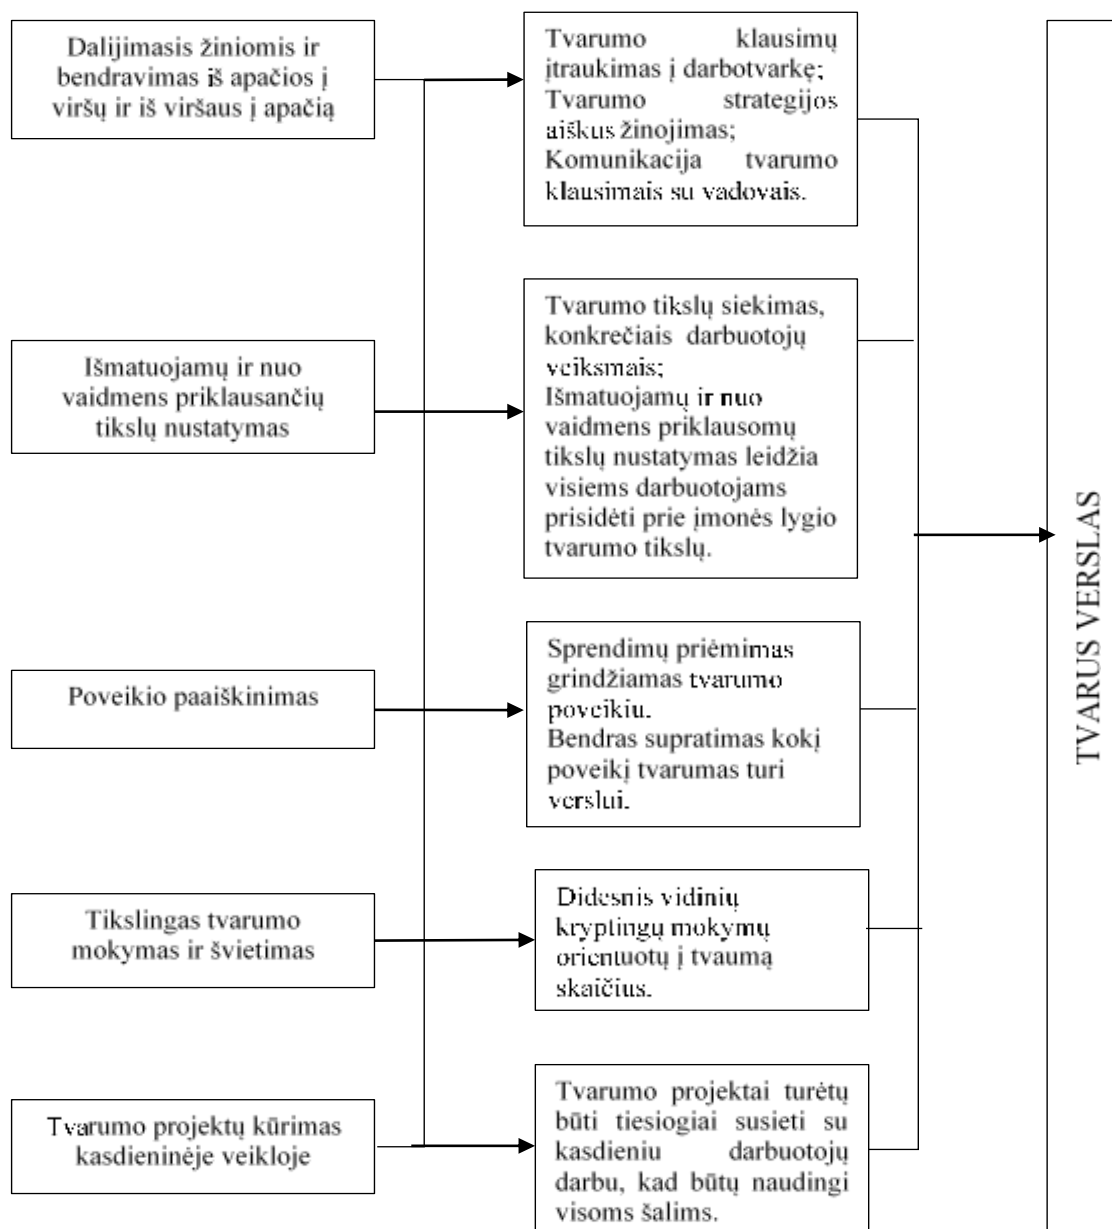 Dalijimasis žiniomis ir
bendravimas iš apačios į
viršų ir iš viršaus į apačią
Tvarumo klausimų
įtraukimas į darbotvarkę;
Tvarumo strategijos
aiškus žinojimas;
Komunikacija tvarumo
klausimais su vadovais.
Išmatuojamų ir nuo
vaidmens priklausančių
tikslų nustatymas
Tvarumo tikslų siekimas,
konkrečiais darbuotojų
veiksmais;
Išmatuojamų ir nuo
vaidmens priklausomų
tikslų nustatymas leidžia
visiems darbuotojams
prisidėti prie įmonės lygio
tvarumo tikslų.
Poveikio paaiškinimas
Sprendimų priėmimas
grindžiamas tvarumo
poveikiu.
Bendras supratimas kokį
poveikį tvarumas turi
verslui.
Tikslingas tvarumo
mokymas ir švietimas
Didesnis vidinių
kryptingų mokymų
orientuotų į tvaumą
skaičius.
Tvarumo projektų kūrimas
kasdieninėje veikloje
Tvarumo projektai turėtų
būti tiesiogiai susieti su
kasdieniu darbuotojų
darbu, kad būtų naudingi
visoms šalims.
TVARUS VERSLAS